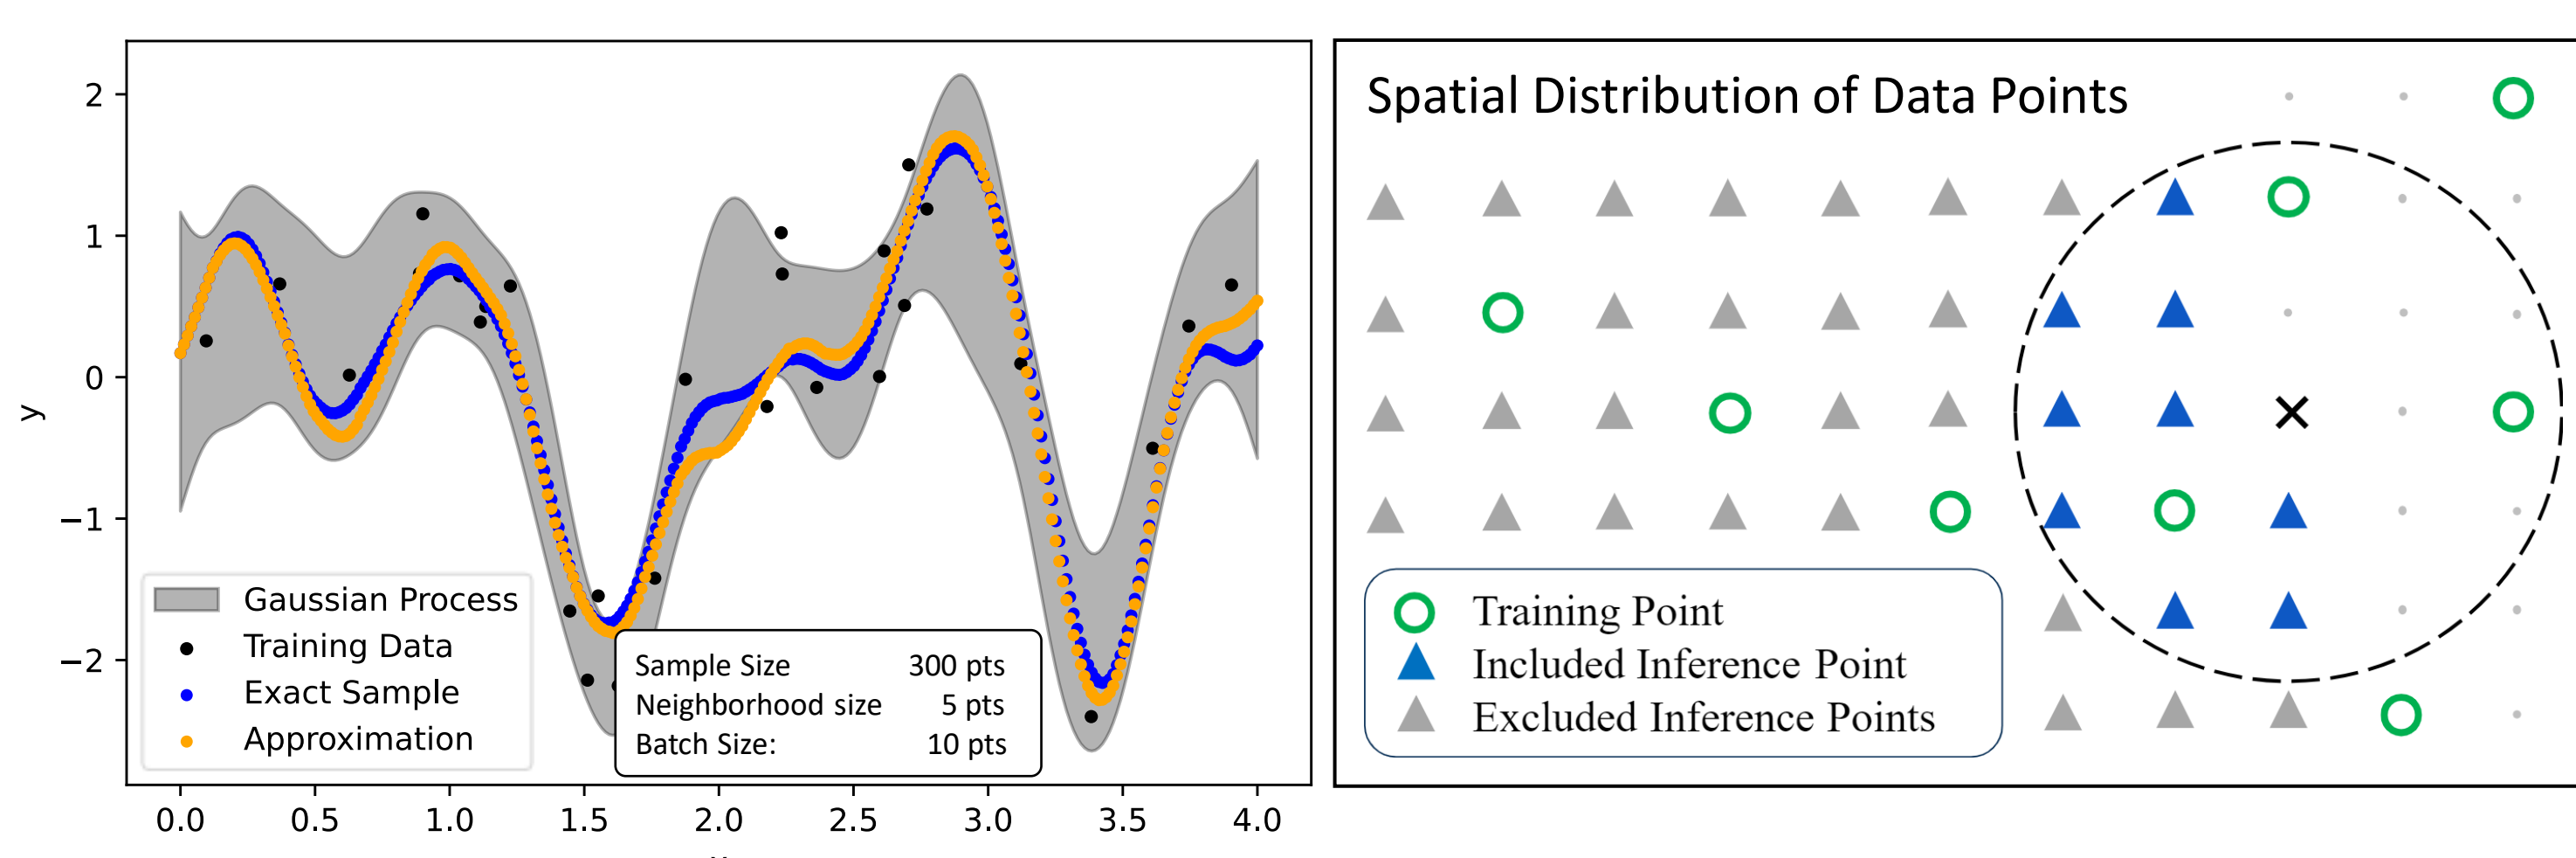 2
1
0
−1
−2
y
0.0 0.5 1.0 1.5 2.0 2.5 3.0 3.5 4.0
Gaussian Process
Training Data
Exact Sample
Approximation
Sample Size 300 pts
Neighborhood size 5 pts
Batch Size: 10 pts
Spatial Distribution of Data Points
Training Point
Included Inference Point
Excluded Inference Points